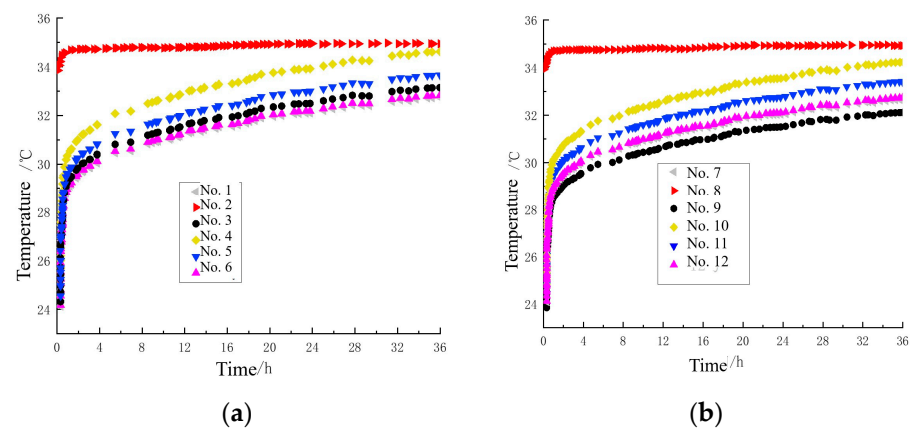 36
34
32
30
28
26
24
Temperature /℃
No. 1
No. 2
No. 3
No. 4
No. 5
No. 6
0 4 8 12 16 20 24 28 32 36
Time/h
(a)
36
34
32
30
28
26
24
Temperature /℃
No. 7
No. 8
No. 9
No. 10
No. 11
No. 12
0 4 8 12 16 20 24 28 32 36
Time/h
(b)